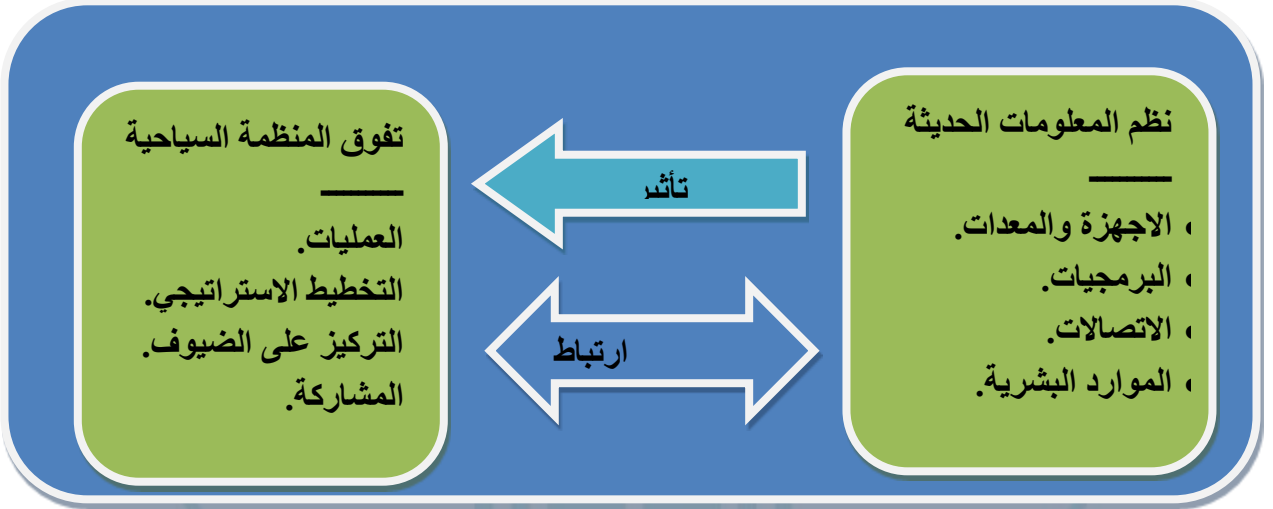 نظم المعلومات الحديثة
الاجهزة والمعدات.
البرمجيات.
الاتصالات.
الموارد البشرية.
تأثير
ارتباط
تفوق المنظمة السياحية
العمليات.
التخطيط الاستراتيجي.
التركيز على الضيوف.
المشاركة.